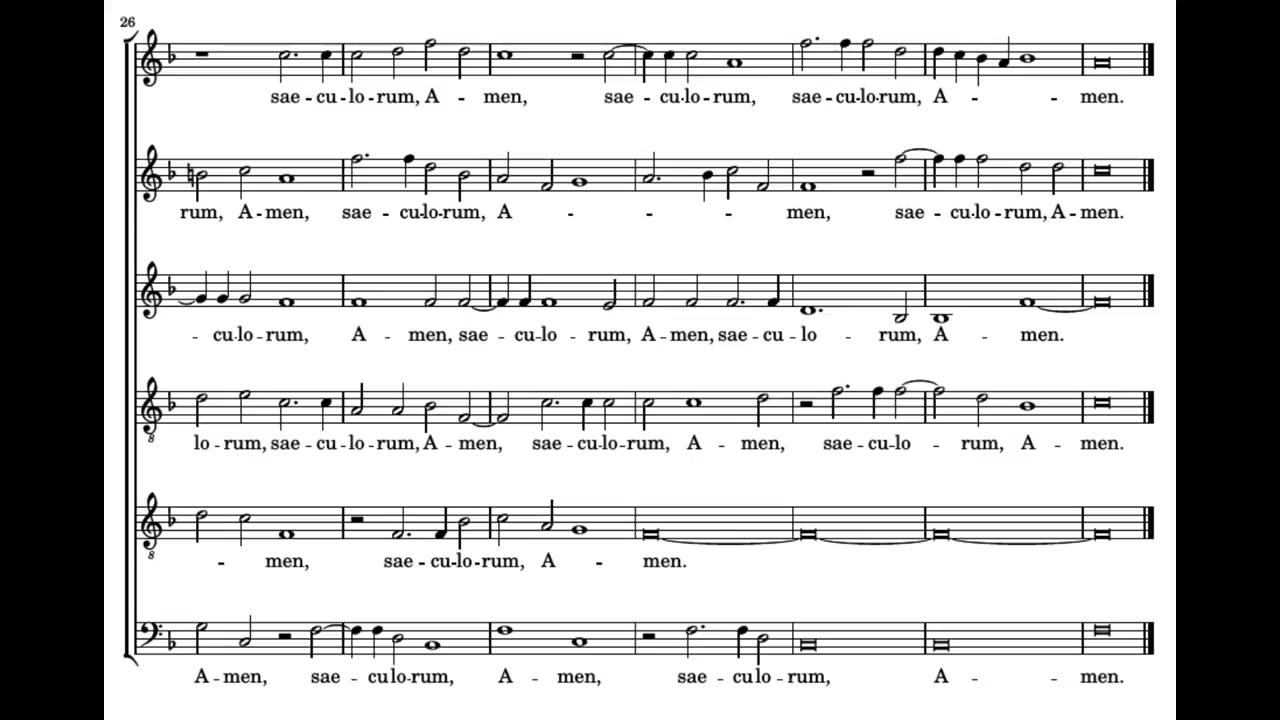 26
sae - cu - lo - rum, A - men, sae - cu - lo - rum, sae - cu - lo - rum, A - - men.
rum, A - men, sae - cu - lo - rum, A - - - - men, sae - cu - lo - rum, A - men.
- cu - lo - rum, A - men, sae - cu - lo - rum, A - men, sae - cu - lo - rum, A - men.
8
lo - rum, sae - cu - lo - rum, A - men, sae - cu - lo - rum, A - men, sae - cu - lo - rum, A - men.
8
- men, sae - cu - lo - rum, A - men.
A - men, sae - cu lo - rum, A - men, sae - cu lo - rum, A - men.